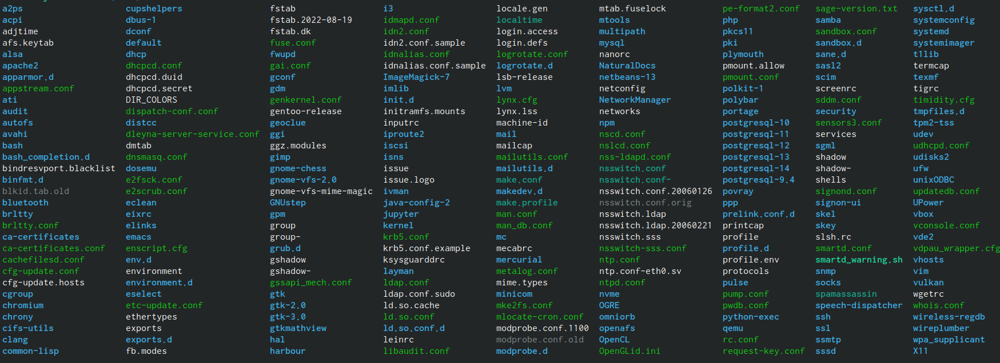 a2ps cupshelpers fstab i3 locale.gen mtab.fuselock pe-format2.conf sage-version.txt sysctl.d
acpi dbus-1 fstab.2022-08-19 idmapd.conf localtime mtools php samba systemconfig
adjtime dconf fstab.dk idn2.conf login.access multipath pkcs11 sandbox.conf systemd
afs.keytab default fuse.conf idn2.conf.sample login.defs mysql pki sandbox.d systemimager
alsa dhcp fwupd idnalias.conf logrotate.conf nanorc plymouth sane.d t1lib
apache2 dhcpcd.conf gai.conf idnalias.conf.sample logrotate.d NaturalDocs pmount.allow sasl2 termcap
apparmor.d dhcpcd.duid gconf ImageMagick-7 lsb-release netbeans-13 pmount.conf scim texmf
appstream.conf dhcpcd.secret gdm imlib lvm netconfig polkit-1 screenrc tigrc
ati DIR_COLORS genkernel.conf init.d lynx.cfg NetworkManager polybar sddm.conf timidity.cfg
audit dispatch-conf.conf gentoo-release initramfs.mounts lynx.lss networks portage security tmpfiles.d
autofs distcc geoclue inputrc machine-id npm postgresql-10 sensors3.conf tpm2-tss
avahi dleyna-server-service.conf ggi iproute2 mail nscd.conf postgresql-11 services udev
bash dmtab ggz.modules iscsi mailcap nslcd.conf postgresql-12 sgml udhcpd.conf
bash_completion.d dnsmasq.conf gimp isns mailutils.conf nss-ldapd.conf postgresql-13 shadow udisks2
bindresvport.blacklist dosemu gnome-chess issue mailutils.d nsswitch.conf postgresql-14 shadow- ufw
binfmt.d e2fsck.conf gnome-vfs-2.0 issue.logo make.conf nsswitch.conf- postgresql-9.4 shells unixODBC
blkid.tab.old e2scrub.conf gnome-vfs-mime-magic ivman makedev.d nsswitch.conf.20060126 povray signond.conf updatedb.conf
bluetooth eclean GNUstep java-config-2 make.profile nsswitch.conf.orig ppp signon-ui UPower
brltty eixrc gpm jupyter man.conf nsswitch.ldap prelink.conf.d skel vbox
brltty.conf elinks group kernel man_db.conf nsswitch.ldap.20060221 printcap skey vconsole.conf
ca-certificates emacs group- krb5.conf mc nsswitch.sss profile slsh.rc vde2
ca-certificates.conf enscript.cfg grub.d krb5.conf.example mecabrc nsswitch-sss.conf profile.d smartd.conf vdpau_wrapper.cfg
cachefilesd.conf env.d gshadow ksysguarddrc mercurial ntp.conf profile.env smartd_warning.sh vhosts
cfg-update.conf environment gshadow- layman metalog.conf ntp.conf-eth0.sv protocols snmp vim
cfg-update.hosts environment.d gssapi_mech.conf ldap.conf mime.types ntpd.conf pulse socks vulkan
cgroup eselect gtk ldap.conf.sudo minicom nvme pump.conf spamassassin wgetrc
chromium etc-update.conf gtk-2.0 ld.so.cache mke2fs.conf OGRE pwdb.conf speech-dispatcher whois.conf
chrony ethertypes gtk-3.0 ld.so.conf mlocate-cron.conf omniorb python-exec ssh wireless-regdb
cifs-utils exports gtkmathview ld.so.conf.d modprobe.conf.1100 openafs qemu ssl wireplumber
clang exports.d hal leinrc modprobe.conf.old OpenCL rc.conf ssmtp wpa_supplicant
common-lisp fb.modes harbour libaudit.conf modprobe.d OpenGLid.ini request-key.conf sssd X11